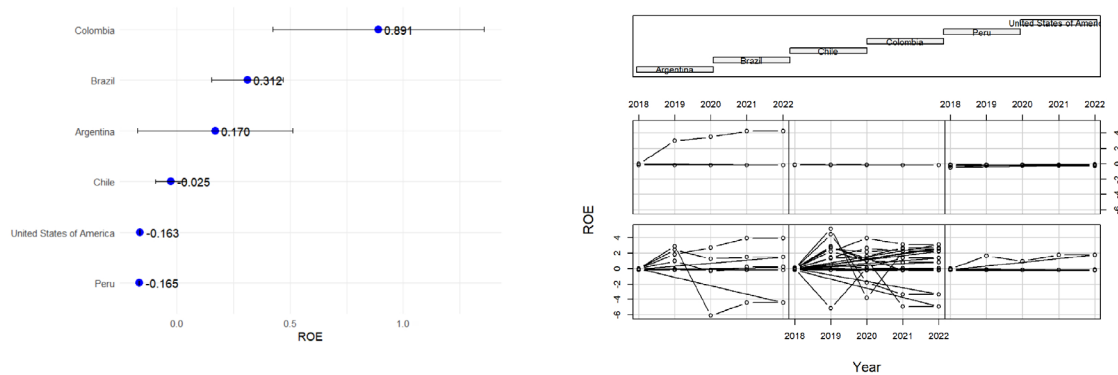 Colombia
0.891
Brazil
0.312
Argentina
0.170
Chile
-0.025
United States of America
-0.163
Peru
-0.165
0.0 0.5 1.0
ROE
United States of Ameri
Peru
Colombia
Chile
Brazil
Argentina
2018 2019 2020 2021 2022 2018 2019 2020 2021 2022
4
2
0
-2
-4
-6
ROE
4
2
0
-2
-4
-6
2018 2019 2020 2021 2022
Year